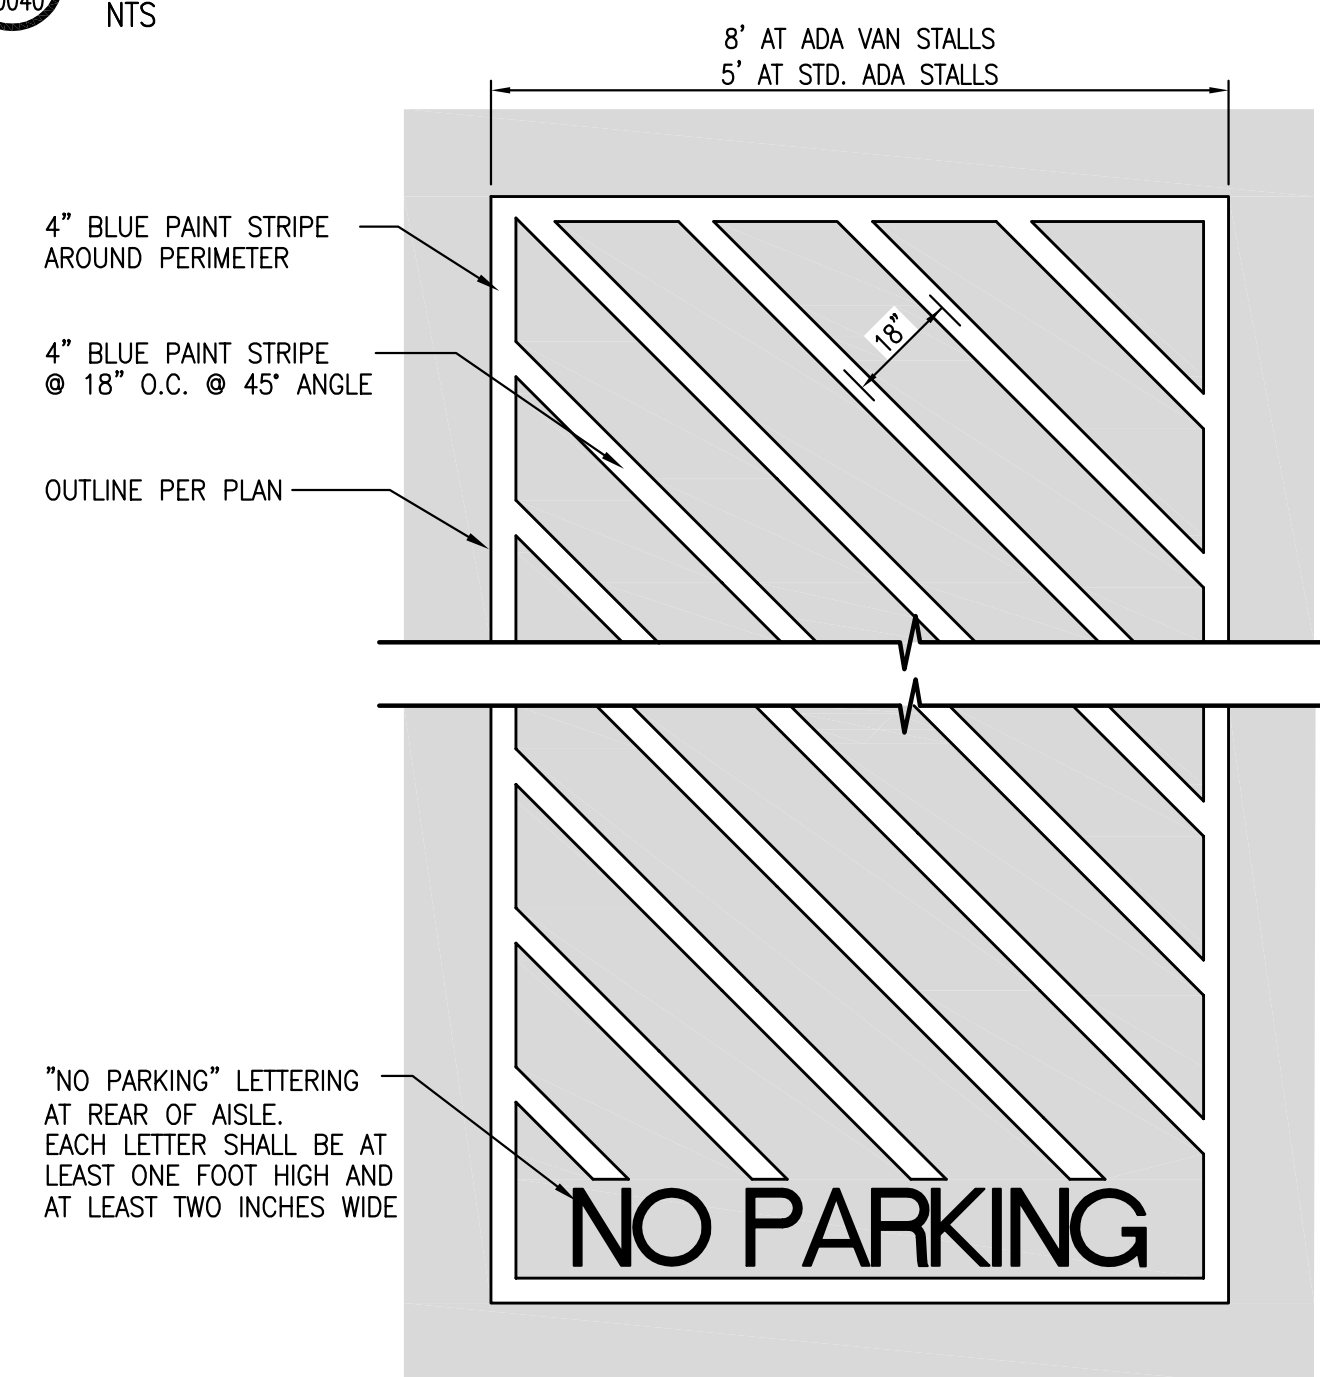 0040
NTS
8' AT ADA VAN STALLS
5' AT STD. ADA STALLS
4" BLUE PAINT STRIPE
AROUND PERIMETER
18"
4" BLUE PAINT STRIPE
@ 18" O.C. @ 45° ANGLE
OUTLINE PER PLAN
"NO PARKING" LETTERING
AT REAR OF AISLE.
EACH LETTER SHALL BE AT
LEAST ONE FOOT HIGH AND
AT LEAST TWO INCHES WIDE
NO PARKING